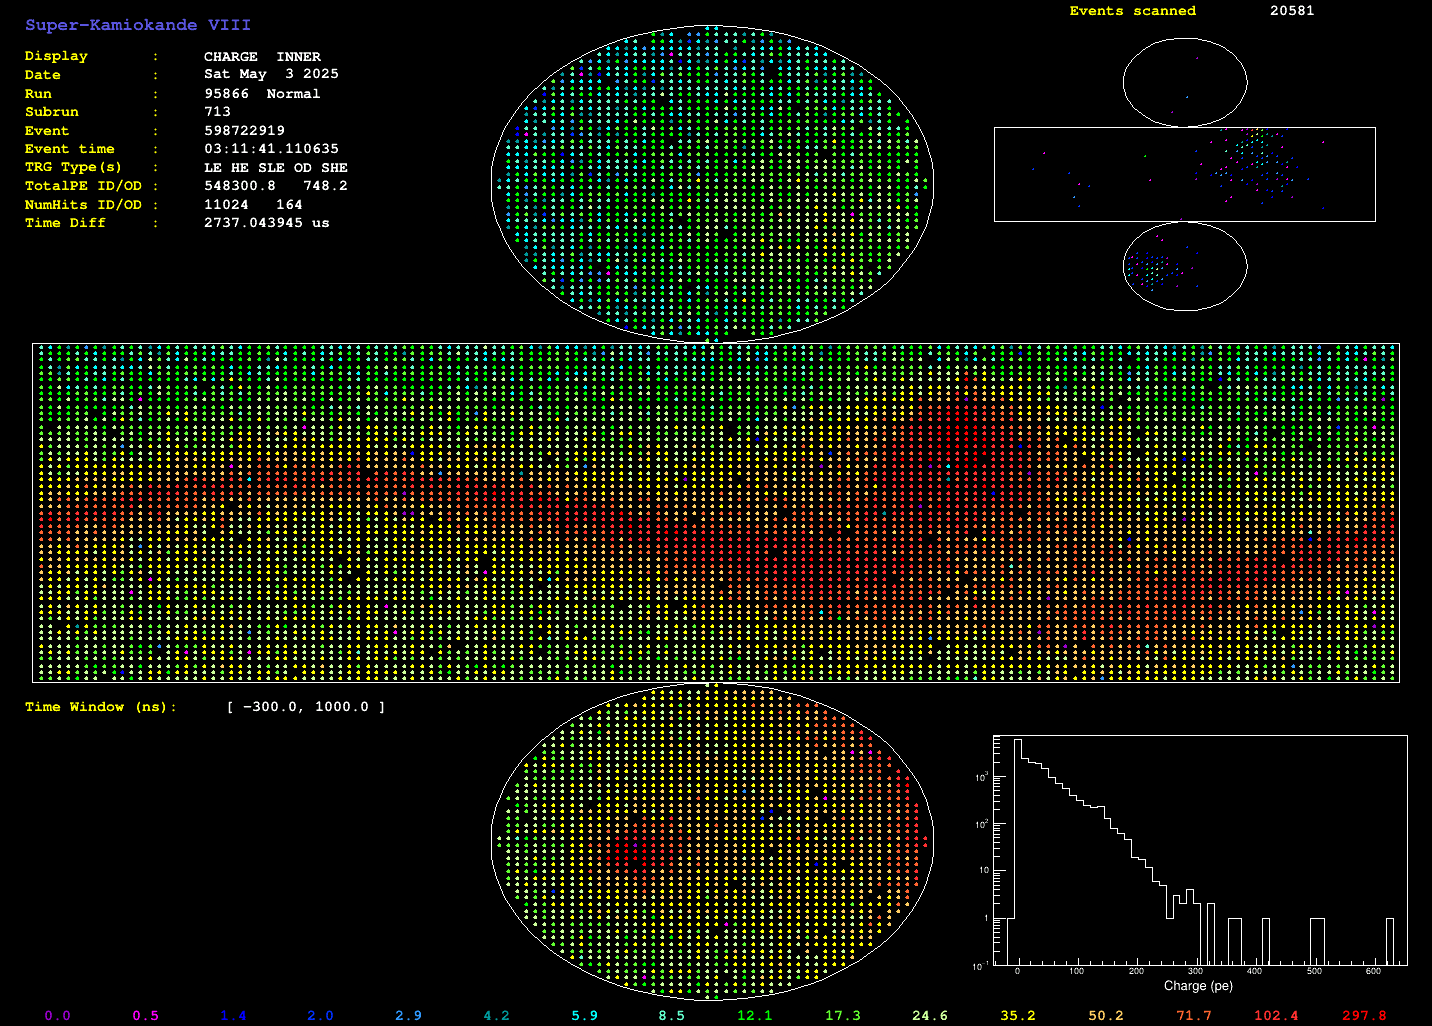 Super-Kamiokande VIII
Events scanned 20581
Display : CHARGE INNER
Date : Sat May 3 2025
Run : 95866 Normal
Subrun : 713
Event : 598722919
Event time : 03:11:41.110635
TRG Type(s) : LE HE SLE OD SHE
TotalPE ID/OD : 548300.8 748.2
NumHits ID/OD : 11024 164
Time Diff : 2737.043945 us
Time Window (ns): [ -300.0, 1000.0 ]
10³
10²
10
1
10⁻¹
0 100 200 300 400 500 600
Charge (pe)
0.0 0.5 1.4 2.0 2.9 4.2 5.9 8.5 12.1 17.3 24.6 35.2 50.2 71.7 102.4 297.8